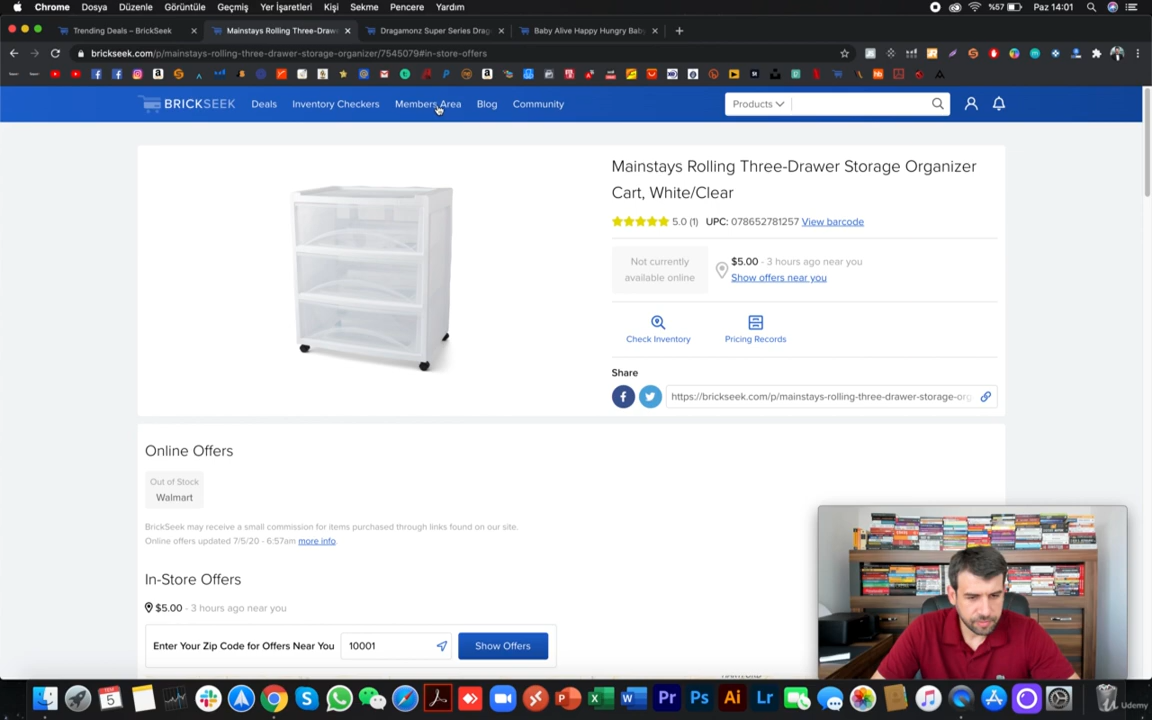 Chrome Dosya Düzenle Görüntüle Geçmiş Yer İşaretleri Kişi Sekme Pencere Yardım %57 Paz 14:01
Trending Deals – BrickSeek
Mainstays Rolling Three-Draw
Dragamonz Super Series Drag
Baby Alive Happy Hungry Bab
brickseek.com/p/mainstays-rolling-three-drawer-storage-organizer/7545079#in-store-offers
BRICKSEEK Deals Inventory Checkers Members Area Blog Community Products
Mainstays Rolling Three-Drawer Storage Organizer
Cart, White/Clear
5.0 (1) UPC: 078652781257 View barcode
Not currently
available online
$5.00 - 3 hours ago near you
Show offers near you
Check Inventory
Pricing Records
Share
https://brickseek.com/p/mainstays-rolling-three-drawer-storage-org
Online Offers
Out of Stock
Walmart
BrickSeek may receive a small commission for items purchased through links found on our site.
Online offers updated 7/5/20 - 6:57am more info.
In-Store Offers
$5.00 - 3 hours ago near you
Enter Your Zip Code for Offers Near You 10001 Show Offers
Udemy